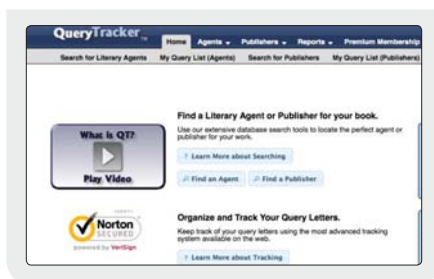 QueryTracker™
Home Agents Publishers Reports Premium Membership
Search for Literary Agents My Query List (Agents) Search for Publishers My Query List (Publishers)
What is QT?
Play Video
Find a Literary Agent or Publisher for your book.
Use our extensive database search tools to locate the perfect agent or
publisher for your work.
? Learn More about Searching
Find an Agent Find a Publisher
Norton
SECURED
powered by VeriSign
Organize and Track Your Query Letters.
Keep track of your query letters using the most advanced tracking
system available on the web.
? Learn More about Tracking